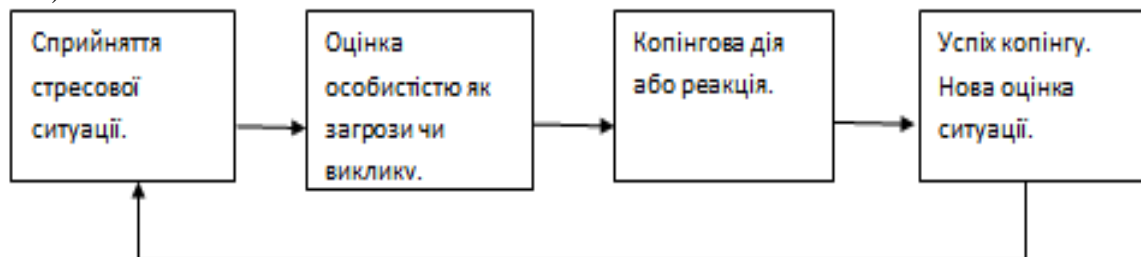 Сприйняття
стресової
ситуації.
Оцінка
особистістю як
загрози чи
виклику.
Копінгова дія
або реакція.
Успіх копінгу.
Нова оцінка
ситуації.